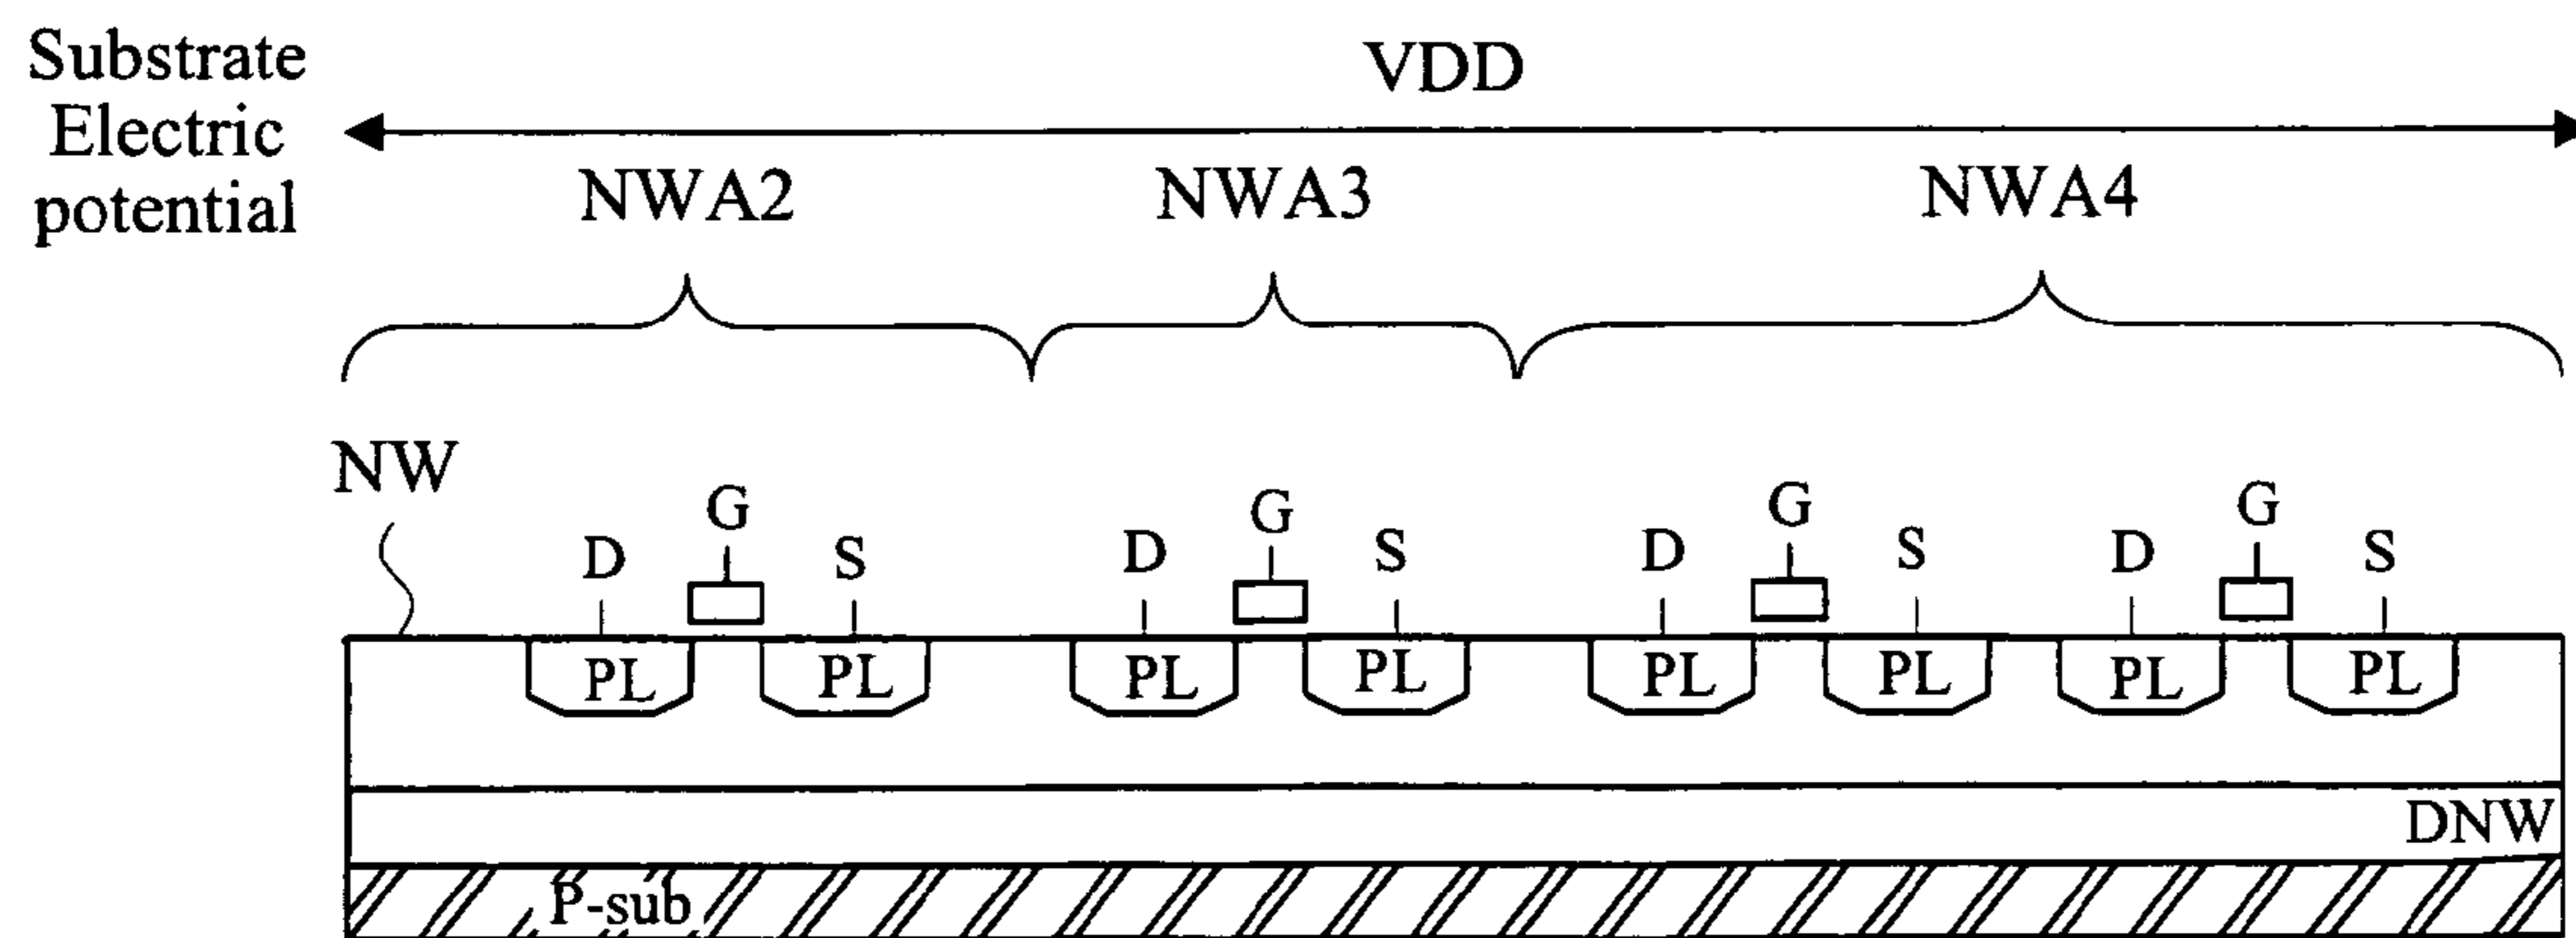 Substrate
Electric
potential
VDD
NWA2 NWA3 NWA4
NW
G G G G
D S D S D S D S
PL PL PL PL PL PL PL PL
DNW
P-sub